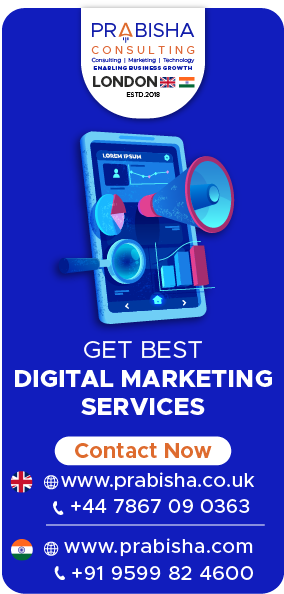 PRABISHA
CONSULTING
Consulting | Marketing | Technology
ENABLING BUSINESS GROWTH
LONDON
ESTD.2018
LOREM IPSUM
GET BEST
DIGITAL MARKETING
SERVICES
Contact Now
www.prabisha.co.uk
+44 7867 09 0363
www.prabisha.com
+91 9599 82 4600